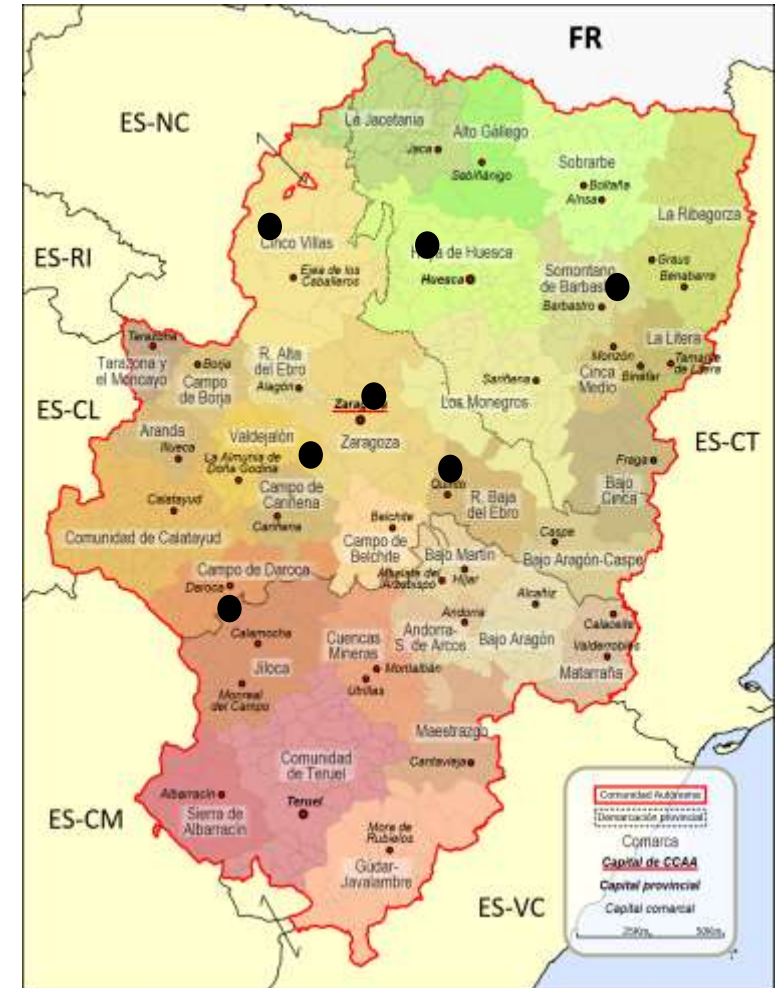 FR
ES-NC
La Jacetania
Jaca
Alto Gállego
Sabiñánigo
Sobrarbe
Boltaña
Aínsa
La Ribagorza
Graus
Benabarre
ES-RI
Cinco Villas
Ejea de los
Caballeros
de Huesca
Huesca
Somontano
de
Barbastro
Tarazona
Tarazona y
el Moncayo
Borja
Campo
de Borja
R. Alta
del Ebro
Alagón
La Litera
Monzón
Cinca
Medio
Binéfar
Tamarite
de Litera
Sariñena
Los Monegros
Zaragoza
ES-CL
ES-CT
Aranda
Illueca
Valdejalón
La Almunia de
Doña Godina
Calatayud
Comunidad de Calatayud
Campo de
Cariñena
Cariñena
Quinto
R. Baja
del Ebro
Fraga
Bajo
Cinca
Belchite
Campo de
Belchite
Caspe
Bajo Aragón-Caspe
Campo de Daroca
Daroca
Bajo Martín
Albalate del
Arzobispo
Híjar
Alcañiz
Calamocha
Jiloca
Monreal
del Campo
Cuencas
Mineras
Montalbán
Utrillas
Andorra
Andorra-
S. de Arcos
Bajo Aragón
Calaceite
Valderrobles
Matarraña
Maestrazgo
Cantavieja
Comunidad
de Teruel
Teruel
Albarracín
Sierra de
Albarracín
ES-CM
Mora de
Rubielos
Gúdar-
Javalambre
ES-VC
Comunidad Autónoma
Demarcación provincial
Comarca
Capital de CCAA
Capital provincial
Capital comarcal
25Km.
50Km.